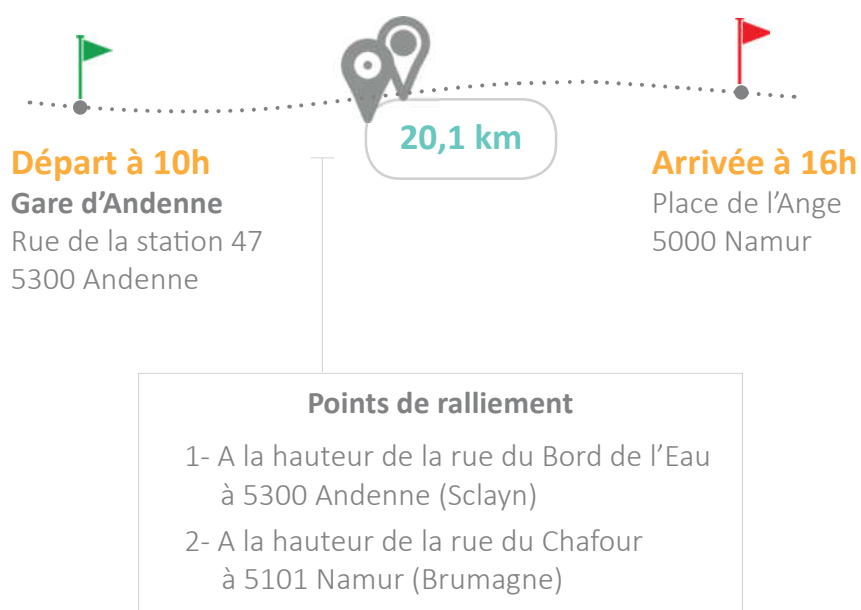 20,1 km
Départ à 10h
Gare d’Andenne
Rue de la station 47
5300 Andenne
Arrivée à 16h
Place de l’Ange
5000 Namur
Points de ralliement
1- A la hauteur de la rue du Bord de l’Eau
à 5300 Andenne (Sclayn)
2- A la hauteur de la rue du Chafour
à 5101 Namur (Brumagne)